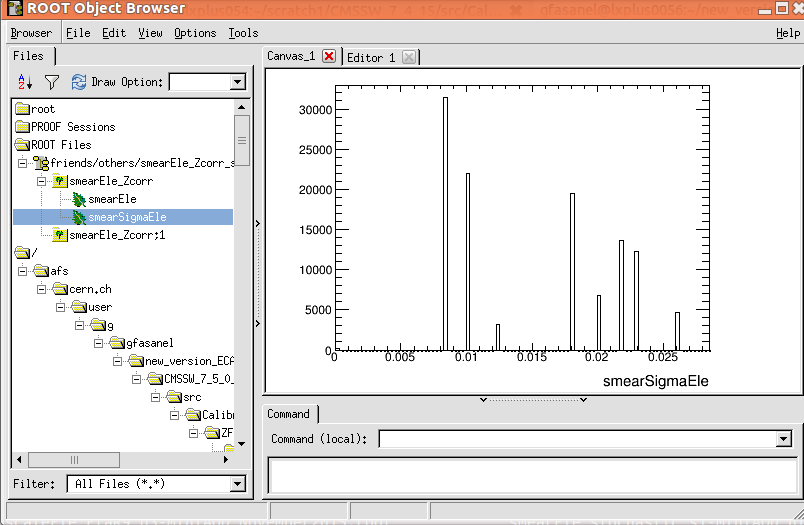 ROOT Object Browser
Browser File Edit View Options Tools Help
Files
Draw Option:
root
PROOF Sessions
ROOT Files
friends/others/smearEle_Zcorr_s
smearEle_Zcorr
smearEle
smearSigmaEle
smearEle_Zcorr;1
/
afs
cern.ch
user
g
gfasanel
new_version_ECA
CMSSW_7_5_0_
src
Calib
ZF
Filter: All Files (*.*)
Canvas_1 Editor 1
30000
25000
20000
15000
10000
5000
0
0 0.005 0.01 0.015 0.02 0.025
smearSigmaEle
Command
Command (local):